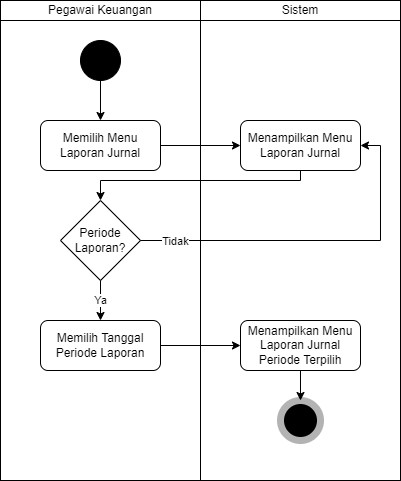 Pegawai Keuangan
Sistem
Memilih Menu
Laporan Jurnal
Menampilkan Menu
Laporan Jurnal
Periode
Laporan?
Tidak
Ya
Memilih Tanggal
Periode Laporan
Menampilkan Menu
Laporan Jurnal
Periode Terpilih